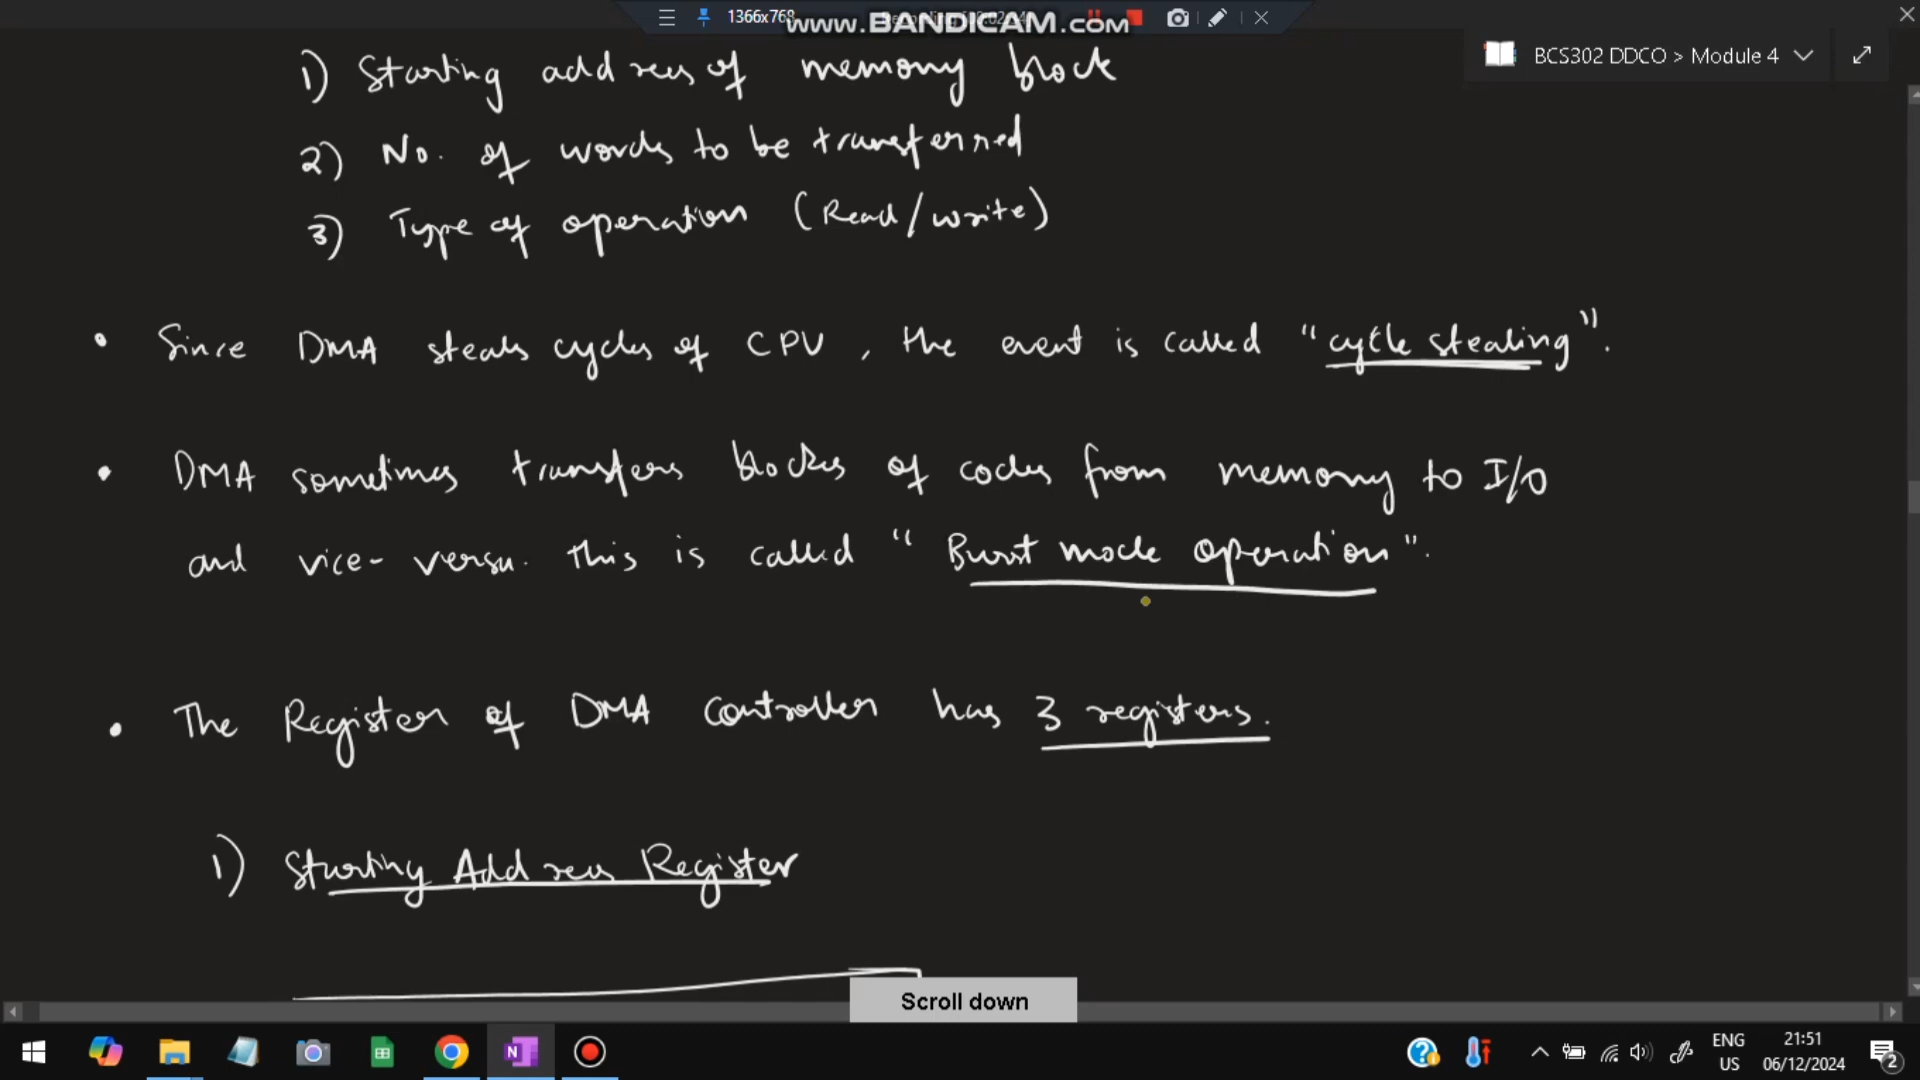 1366x768
www.BANDICAM.com
BCS302 DDCO > Module 4
1) Starting address of memory block
2) No. of words to be transferred
3) Type of operation (Read/write)
• Since DMA steals cycles of CPU, the event is called "cycle stealing".
• DMA sometimes transfers blocks of codes from memory to I/O
and vice-versa. This is called "Burst mode operation".
• The Register of DMA controller has 3 registers.
1) Starting Address Register
Scroll down
ENG
US
21:51
06/12/2024
2